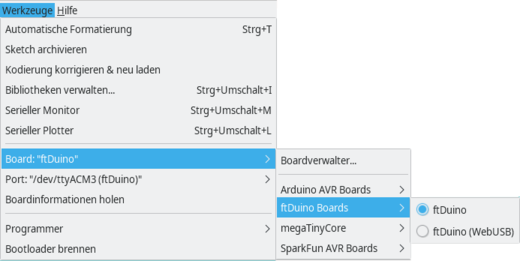 Werkzeuge Hilfe
Automatische Formatierung Strg+T
Sketch archivieren
Kodierung korrigieren & neu laden
Bibliotheken verwalten... Strg+Umschalt+I
Serieller Monitor Strg+Umschalt+M
Serieller Plotter Strg+Umschalt+L
Board: "ftDuino"
Port: "/dev/ttyACM3 (ftDuino)"
Boardinformationen holen
Programmer
Bootloader brennen
Boardverwalter...
Arduino AVR Boards
ftDuino Boards
megaTinyCore
SparkFun AVR Boards
ftDuino
ftDuino (WebUSB)